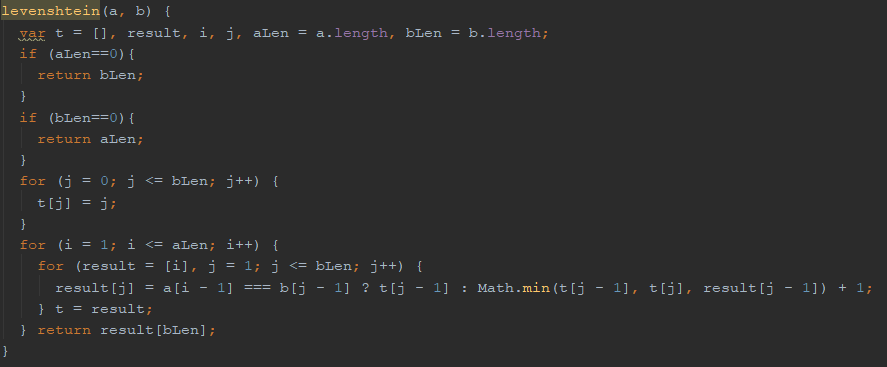 levenshtein(a, b) {
  var t = [], result, i, j, aLen = a.length, bLen = b.length;
  if (aLen==0){
    return bLen;
  }
  if (bLen==0){
    return aLen;
  }
  for (j = 0; j <= bLen; j++) {
    t[j] = j;
  }
  for (i = 1; i <= aLen; i++) {
    for (result = [i], j = 1; j <= bLen; j++) {
      result[j] = a[i - 1] === b[j - 1] ? t[j - 1] : Math.min(t[j - 1], t[j], result[j - 1]) + 1;
    } t = result;
  } return result[bLen];
}